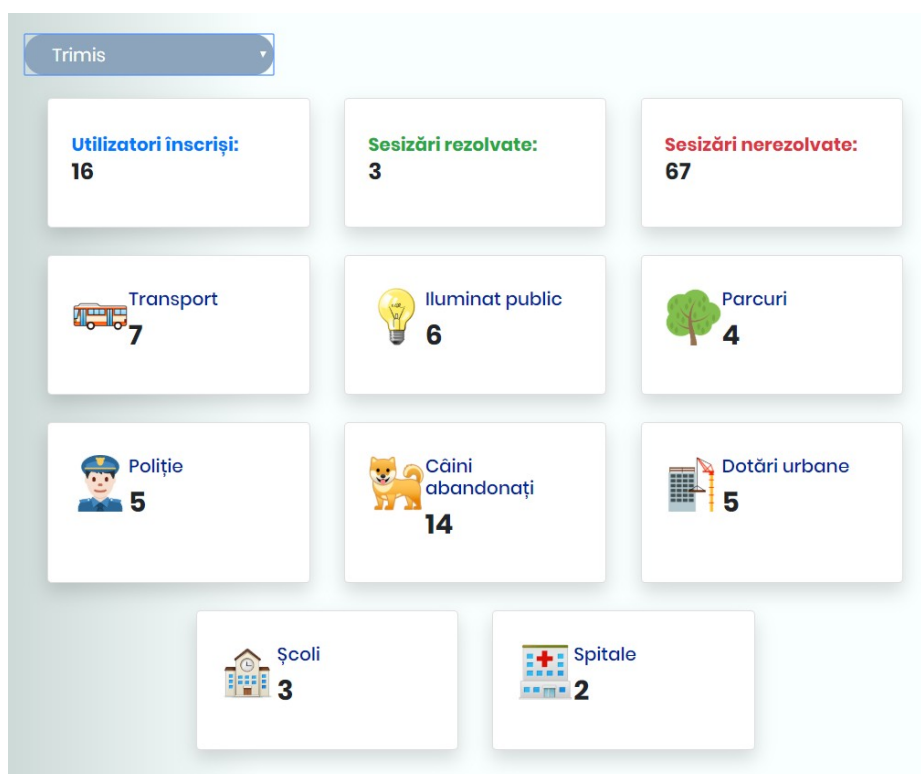 Trimis
Utilizatori înscriși:
16
Sesizări rezolvate:
3
Sesizări nerezolvate:
67
Transport
7
Iluminat public
6
Parcuri
4
Poliție
5
Câini
abandonați
14
Dotări urbane
5
Școli
3
Spitale
2